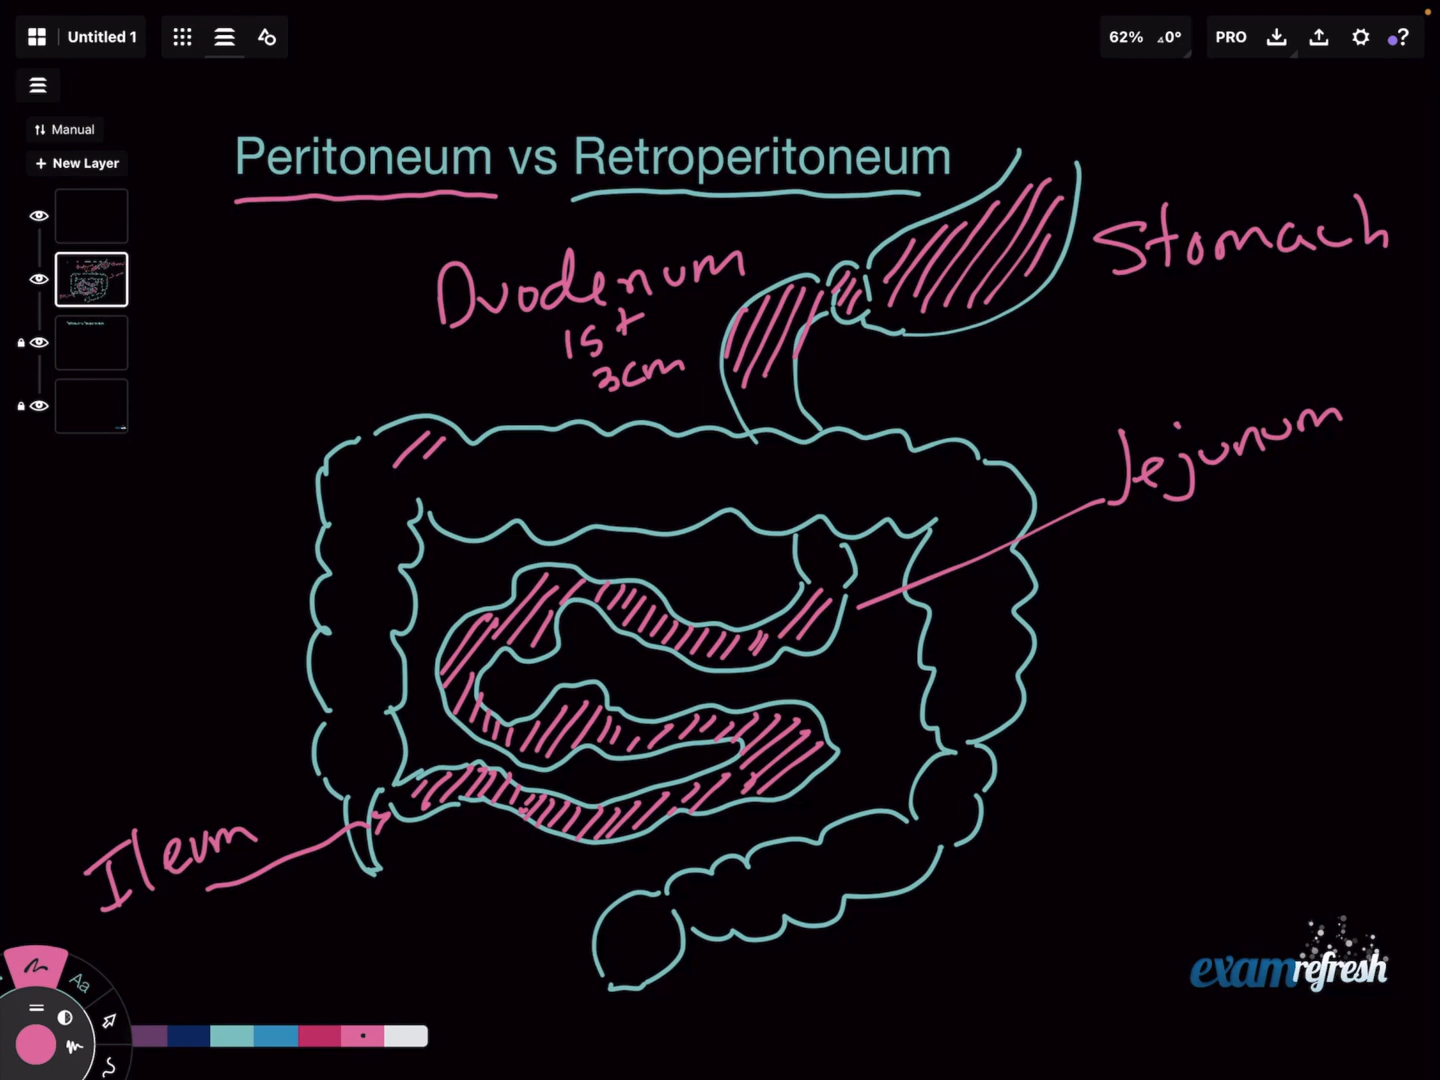 Untitled 1
62% 0°
PRO
?
Manual
+ New Layer
Peritoneum vs Retroperitoneum
Stomach
Duodenum
1st
3cm
Jejunum
Ileum
Aa
examrefresh